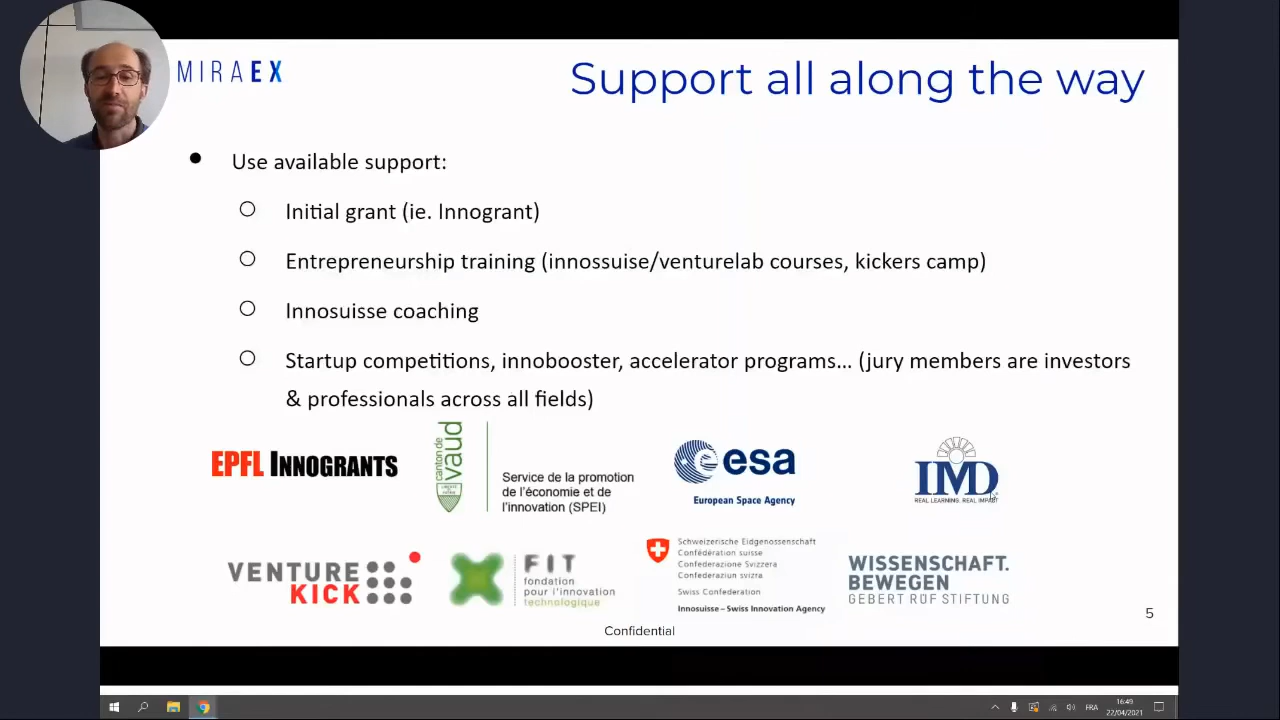 MIRAEX
Support all along the way
Use available support:
Initial grant (ie. Innogrant)
Entrepreneurship training (innossuise/venturelab courses, kickers camp)
Innosuisse coaching
Startup competitions, innobooster, accelerator programs... (jury members are investors
& professionals across all fields)
EPFL INNOGRANTS
canton de
vaud
LIBERTÉ ET PATRIE
Service de la promotion
de l'économie et de
l'innovation (SPEI)
esa
European Space Agency
IMD
REAL LEARNING. REAL IMPACT
VENTURE
KICK
FIT
fondation
pour l'innovation
technologique
Schweizerische Eidgenossenschaft
Confédération suisse
Confederazione Svizzera
Confederaziun svizra
Swiss Confederation
Innosuisse – Swiss Innovation Agency
WISSENSCHAFT.
BEWEGEN
GEBERT RÜF STIFTUNG
5
Confidential
FRA
16:49
22/04/2021